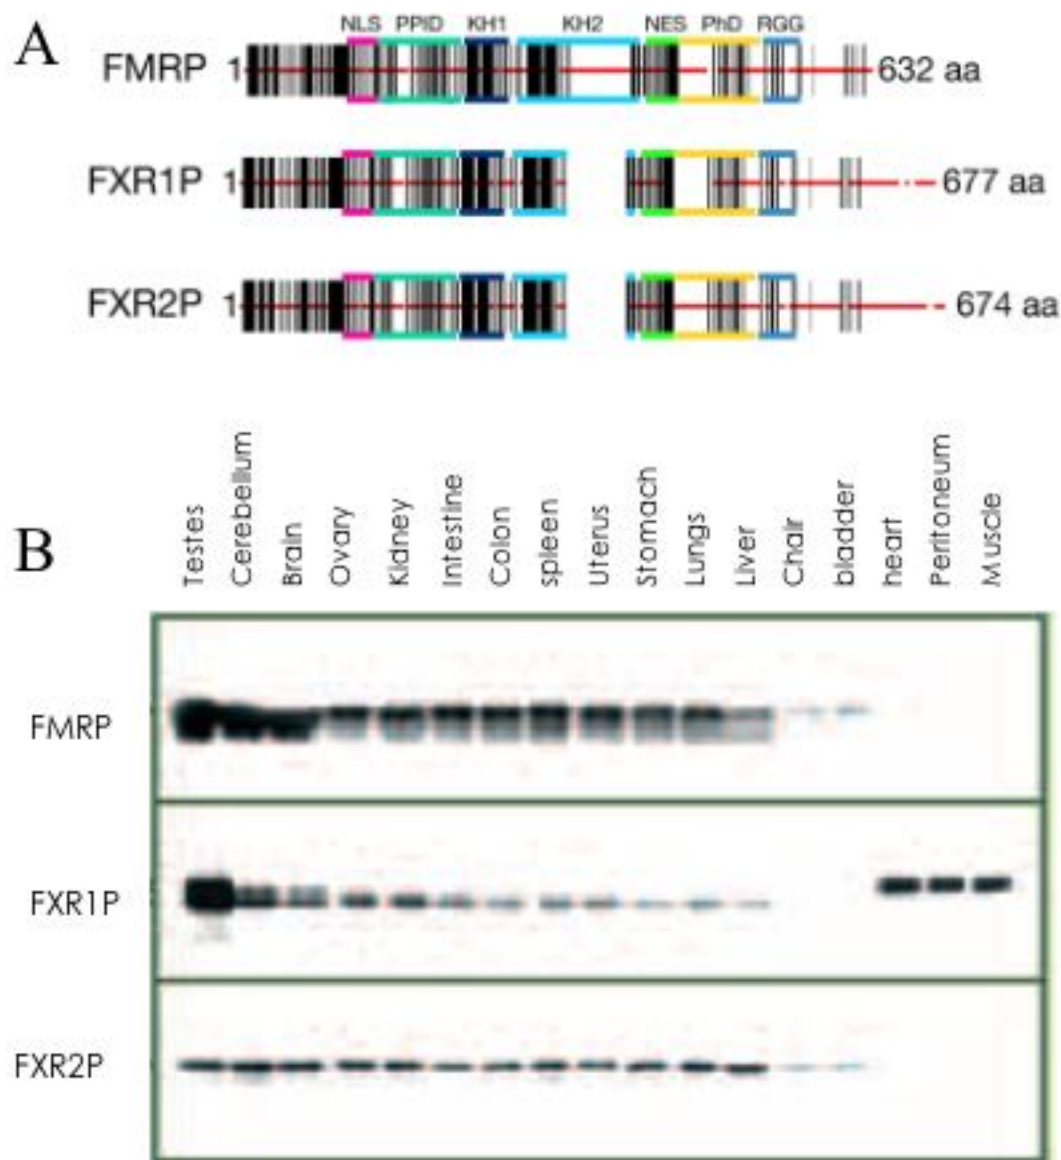 A
NLS PPID KH1 KH2 NES PhD RGG
FMRP 1 632 aa
FXR1P 1 677 aa
FXR2P 1 674 aa
B
Testes Cerebellum Brain Ovary Kidney Intestine Colon spleen Uterus Stomach Lungs Liver Chair bladder heart Peritoneum Muscle
FMRP
FXR1P
FXR2P